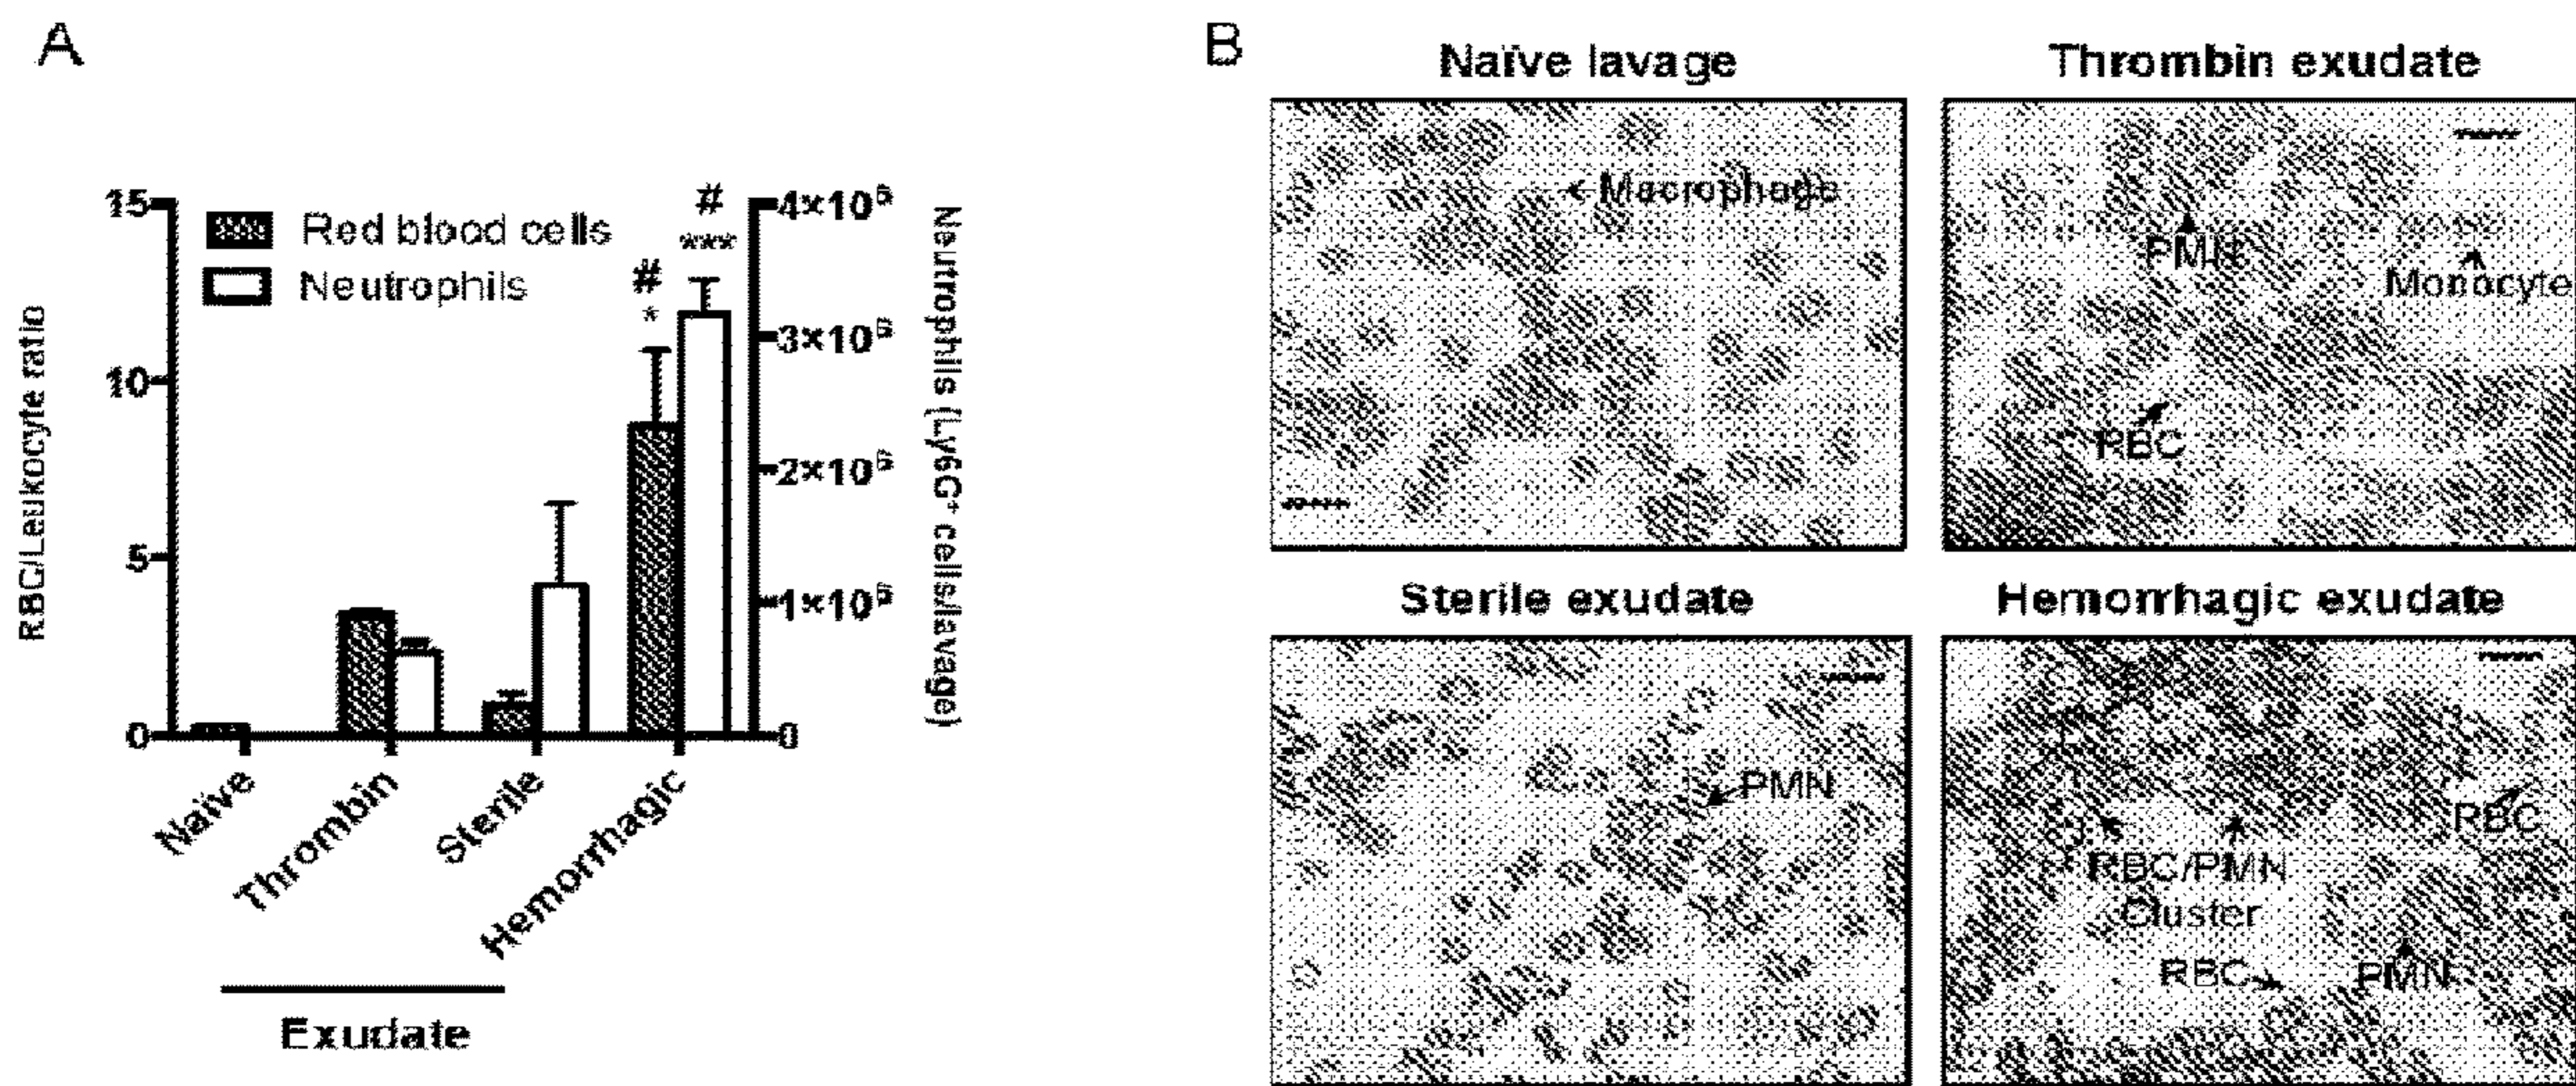 A
15
10
5
0
RBC/Leukocyte ratio
Red blood cells
Neutrophils
#
*
#
***
4×10⁶
3×10⁶
2×10⁶
1×10⁶
0
Neutrophils (Ly6G⁺ cells/lavage)
Naïve
Thrombin
Sterile
Hemorrhagic
Exudate
B
Naïve lavage
Macrophage
Thrombin exudate
PMN
Monocyte
RBC
Sterile exudate
PMN
Hemorrhagic exudate
RBC
RBC/PMN
Cluster
RBC
PMN